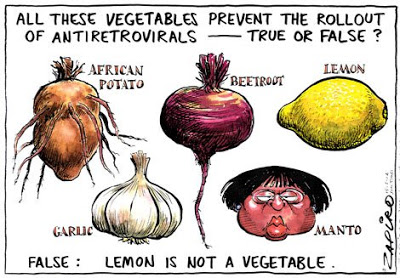 ALL THESE VEGETABLES PREVENT THE ROLLOUT
OF ANTIRETROVIRALS — TRUE OR FALSE?
AFRICAN
POTATO
BEETROOT
LEMON
GARLIC
MANTO
ZAPIRO
FALSE: LEMON IS NOT A VEGETABLE.